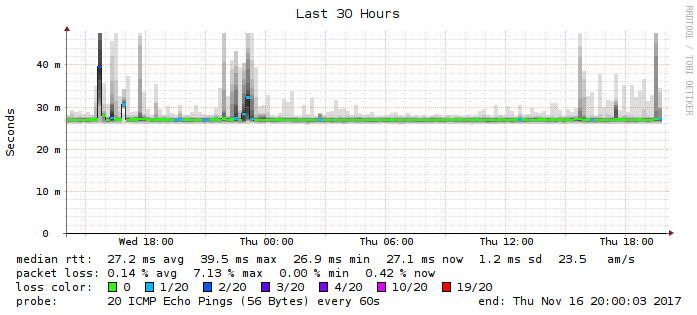 Last 30 Hours
RRDTOOL / TOBI OETIKER
Seconds
40 m
30 m
20 m
10 m
0
Wed 18:00 Thu 00:00 Thu 06:00 Thu 12:00 Thu 18:00
median rtt: 27.2 ms avg 39.5 ms max 26.9 ms min 27.1 ms now 1.2 ms sd 23.5 am/s
packet loss: 0.14 % avg 7.13 % max 0.00 % min 0.42 % now
loss color: 0 1/20 2/20 3/20 4/20 10/20 19/20
probe: 20 ICMP Echo Pings (56 Bytes) every 60s end: Thu Nov 16 20:00:03 2017